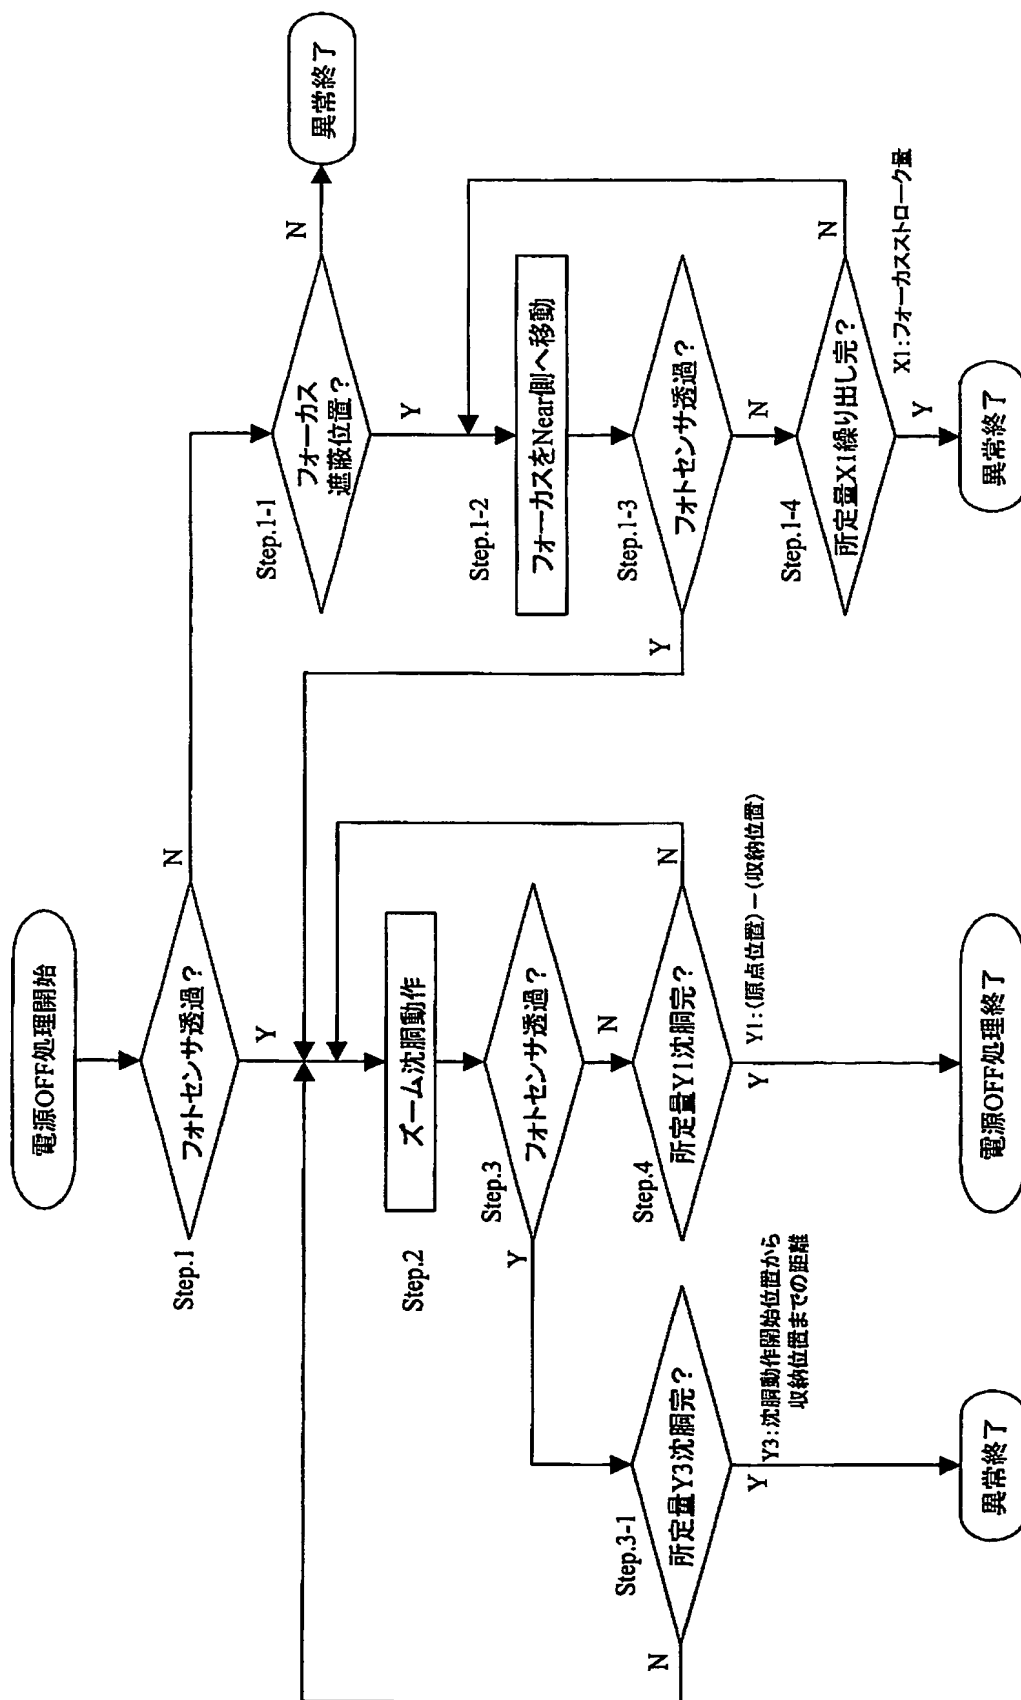 電源OFF処理開始
Step.1
フォトセンサ透過？
N
Y
Step.1-1
フォーカス
遮蔽位置？
N
異常終了
Y
Step.1-2
フォーカスをNear側へ移動
Step.1-3
フォトセンサ透過？
Y
N
Step.1-4
所定量X1繰り出し完？
N
X1：フォーカスストローク量
Y
異常終了
Step.2
ズーム沈胴動作
Step.3
フォトセンサ透過？
Y
N
Step.4
所定量Y1沈胴完？
N
Y1：(原点位置)－(収納位置)
Y
電源OFF処理終了
Step.3-1
所定量Y3沈胴完？
N
Y
Y3：沈胴動作開始位置から
収納位置までの距離
異常終了